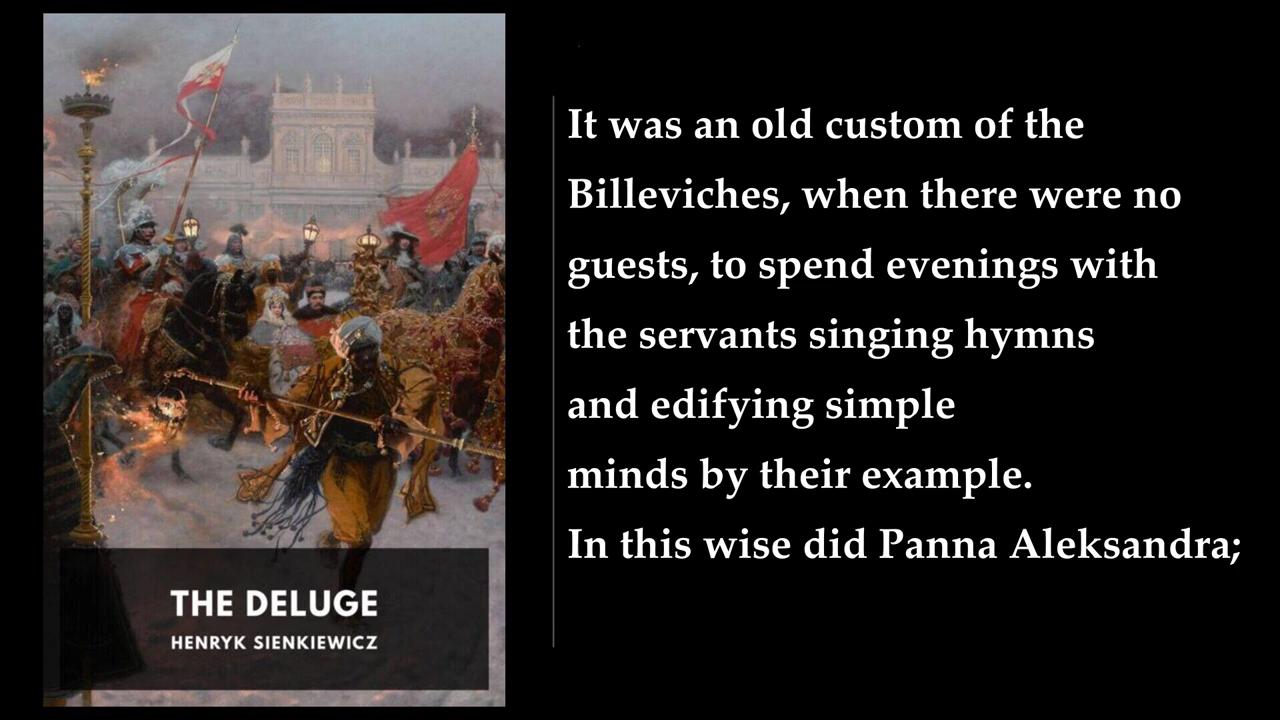 THE DELUGE
HENRYK SIENKIEWICZ
It was an old custom of the
Billeviches, when there were no
guests, to spend evenings with
the servants singing hymns
and edifying simple
minds by their example.
In this wise did Panna Aleksandra;